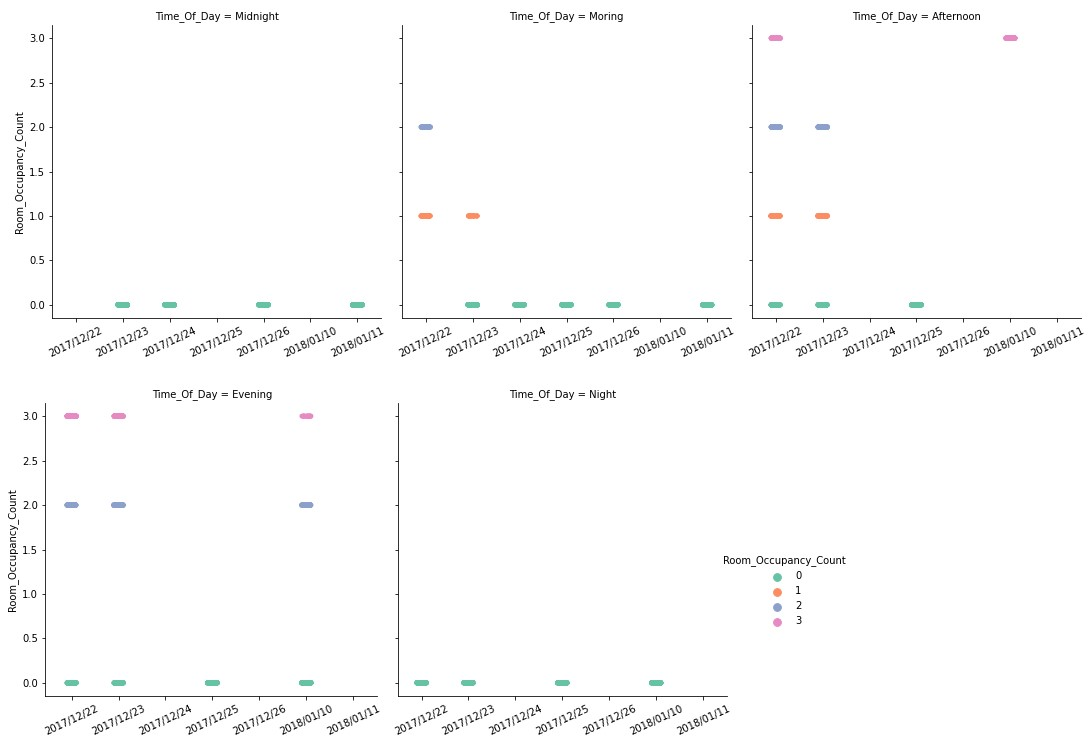 Time_Of_Day = Midnight
Time_Of_Day = Moring
Time_Of_Day = Afternoon
Room_Occupancy_Count
3.0
2.5
2.0
1.5
1.0
0.5
0.0
2017/12/22 2017/12/23 2017/12/24 2017/12/25 2017/12/26 2018/01/10 2018/01/11
2017/12/22 2017/12/23 2017/12/24 2017/12/25 2017/12/26 2018/01/10 2018/01/11
2017/12/22 2017/12/23 2017/12/24 2017/12/25 2017/12/26 2018/01/10 2018/01/11
Time_Of_Day = Evening
Time_Of_Day = Night
Room_Occupancy_Count
3.0
2.5
2.0
1.5
1.0
0.5
0.0
2017/12/22 2017/12/23 2017/12/24 2017/12/25 2017/12/26 2018/01/10 2018/01/11
2017/12/22 2017/12/23 2017/12/24 2017/12/25 2017/12/26 2018/01/10 2018/01/11
Room_Occupancy_Count
0
1
2
3